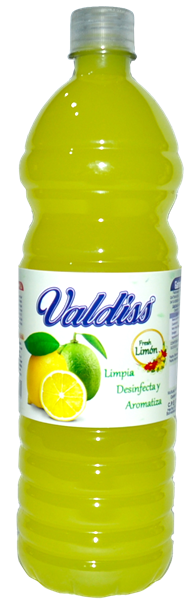 Valdiss
Fresh
Limón
Limpia
Desinfecta y
Aromatiza